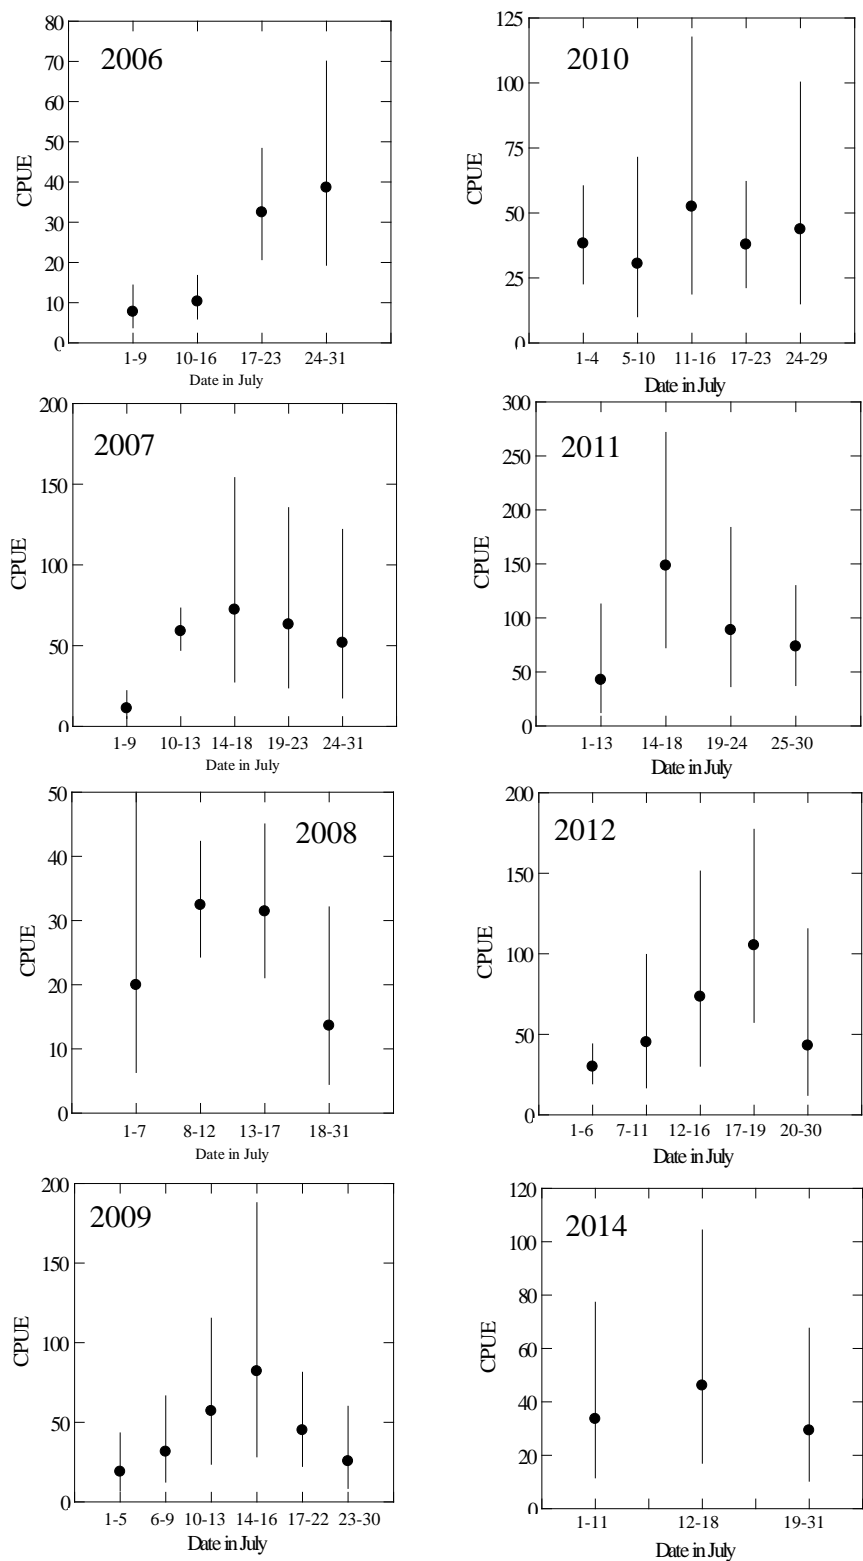 80
70
60
50
40
30
20
10
0
CPUE
2006
1-9 10-16 17-23 24-31
Date in July
125
100
75
50
25
0
CPUE
2010
1-4 5-10 11-16 17-23 24-29
Date in July
200
150
100
50
0
CPUE
2007
1-9 10-13 14-18 19-23 24-31
Date in July
300
250
200
150
100
50
0
CPUE
2011
1-13 14-18 19-24 25-30
Date in July
50
40
30
20
10
0
CPUE
2008
1-7 8-12 13-17 18-31
Date in July
200
150
100
50
0
CPUE
2012
1-6 7-11 12-16 17-19 20-30
Date in July
200
150
100
50
0
CPUE
2009
1-5 6-9 10-13 14-16 17-22 23-30
Date in July
120
100
80
60
40
20
0
CPUE
2014
1-11 12-18 19-31
Date in July